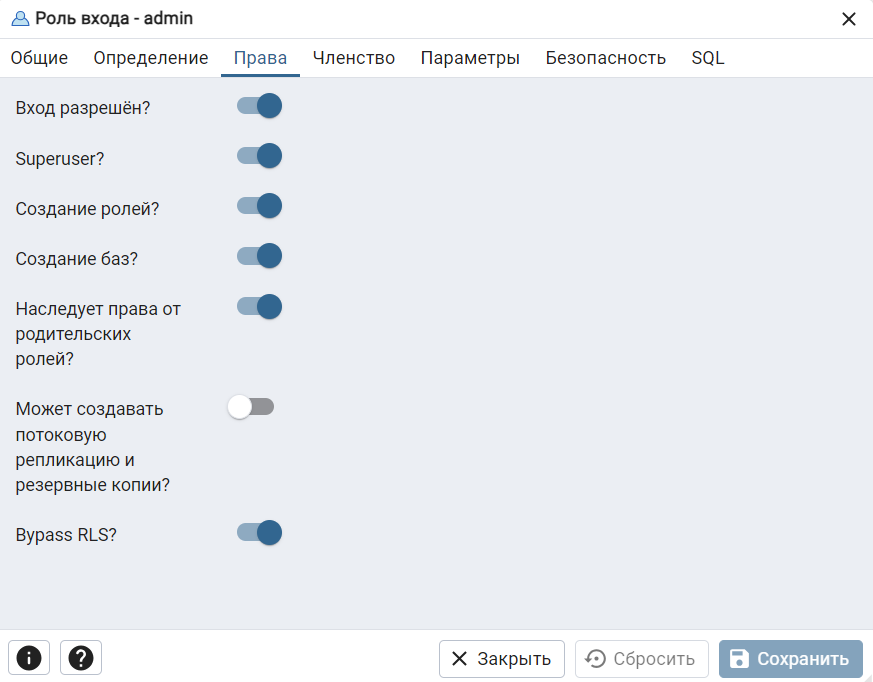 Роль входа - admin
Общие Определение Права Членство Параметры Безопасность SQL
Вход разрешён?
Superuser?
Создание ролей?
Создание баз?
Наследует права от
родительских
ролей?
Может создавать
потоковую
репликацию и
резервные копии?
Bypass RLS?
Закрыть Сбросить Сохранить